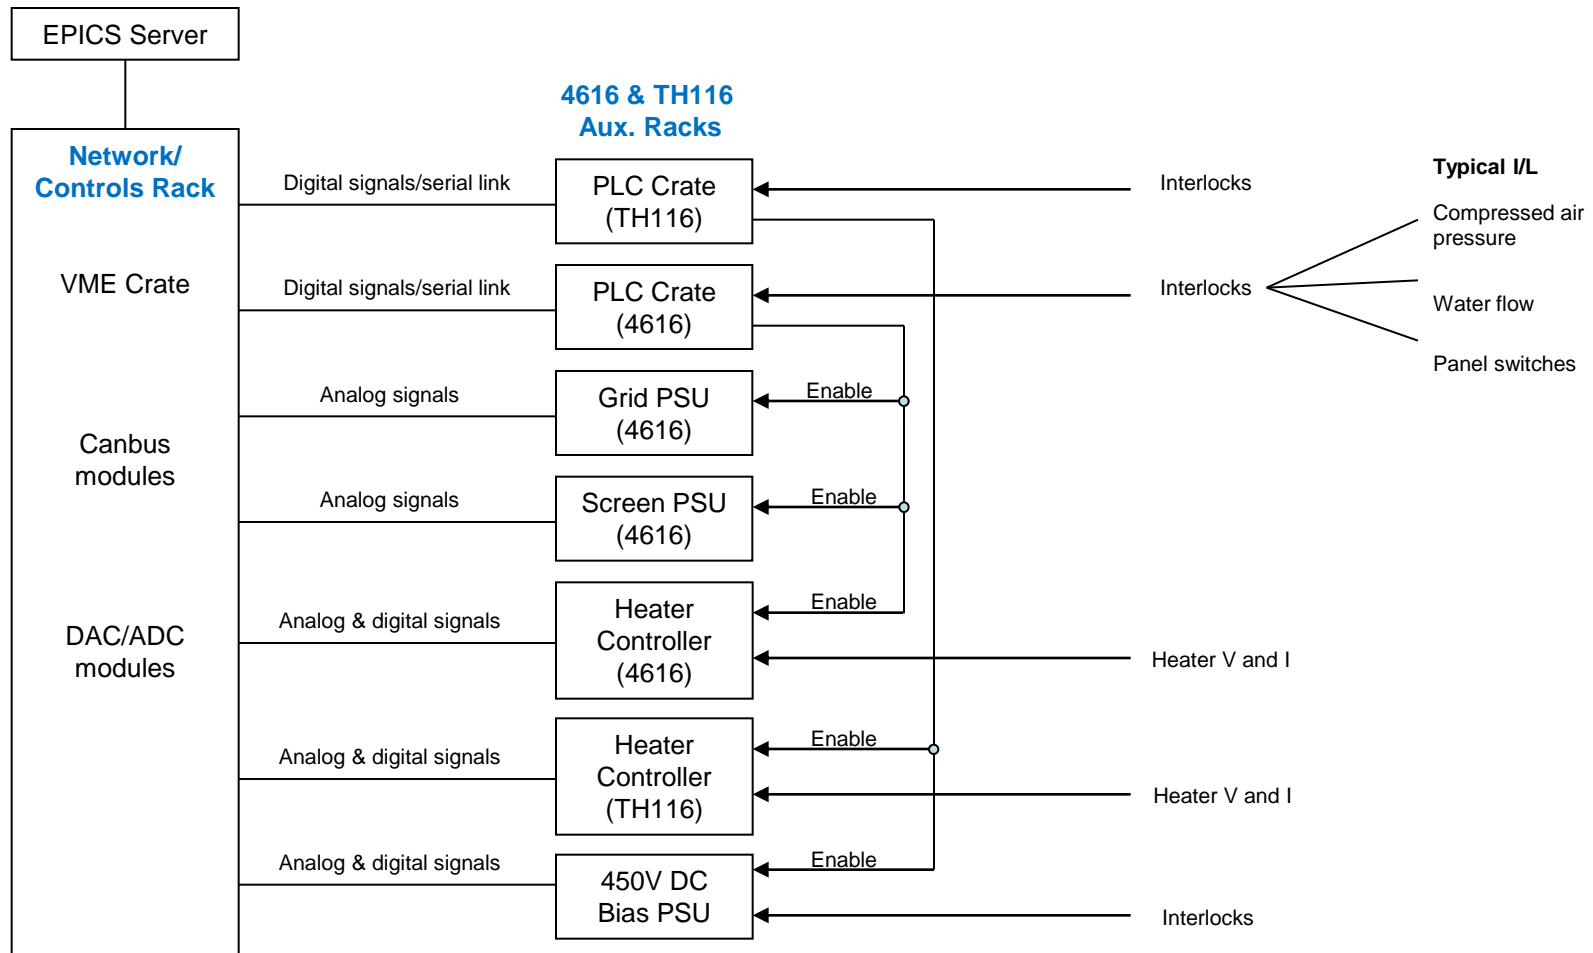 EPICS Server
4616 & TH116
Aux. Racks
Network/
Controls Rack
VME Crate
Canbus
modules
DAC/ADC
modules
Digital signals/serial link
PLC Crate
(TH116)
Interlocks
Digital signals/serial link
PLC Crate
(4616)
Interlocks
Typical I/L
Compressed air
pressure
Water flow
Panel switches
Analog signals
Grid PSU
(4616)
Enable
Analog signals
Screen PSU
(4616)
Enable
Analog & digital signals
Heater
Controller
(4616)
Enable
Heater V and I
Analog & digital signals
Heater
Controller
(TH116)
Enable
Heater V and I
Analog & digital signals
450V DC
Bias PSU
Enable
Interlocks